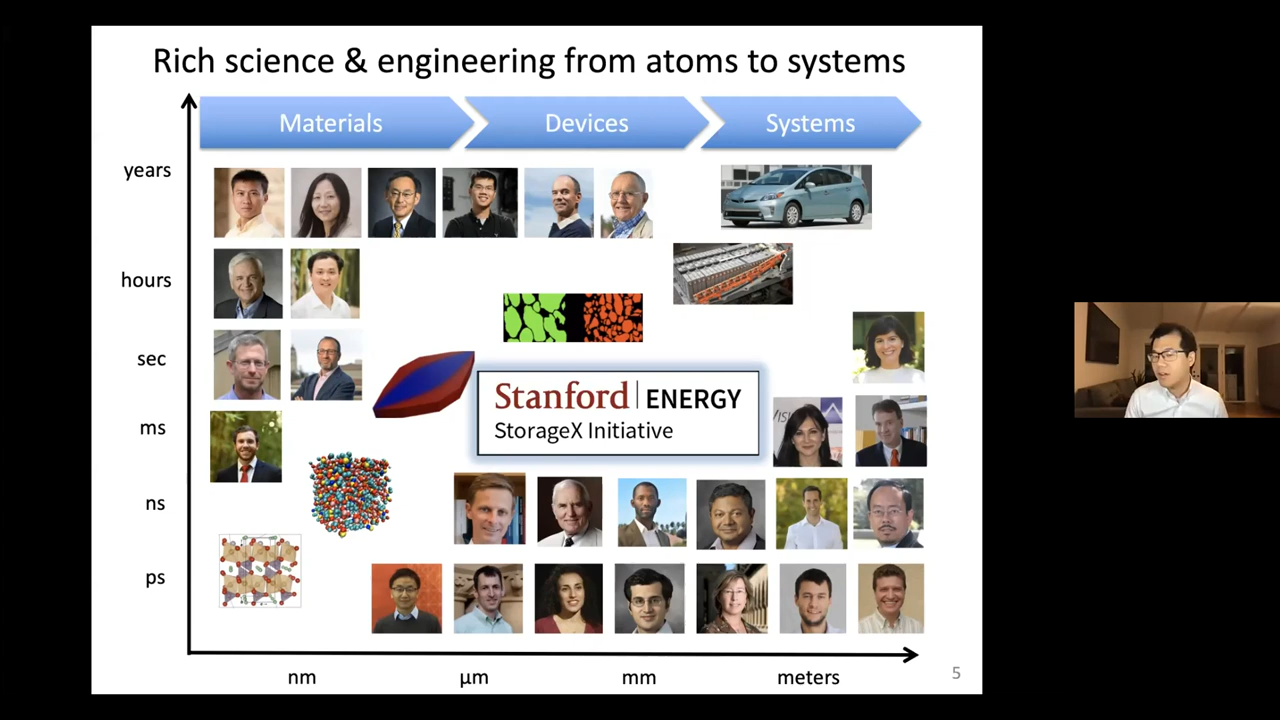 Rich science & engineering from atoms to systems
Materials
Devices
Systems
years
hours
sec
ms
ns
ps
Stanford | ENERGY
StorageX Initiative
nm
µm
mm
meters
5